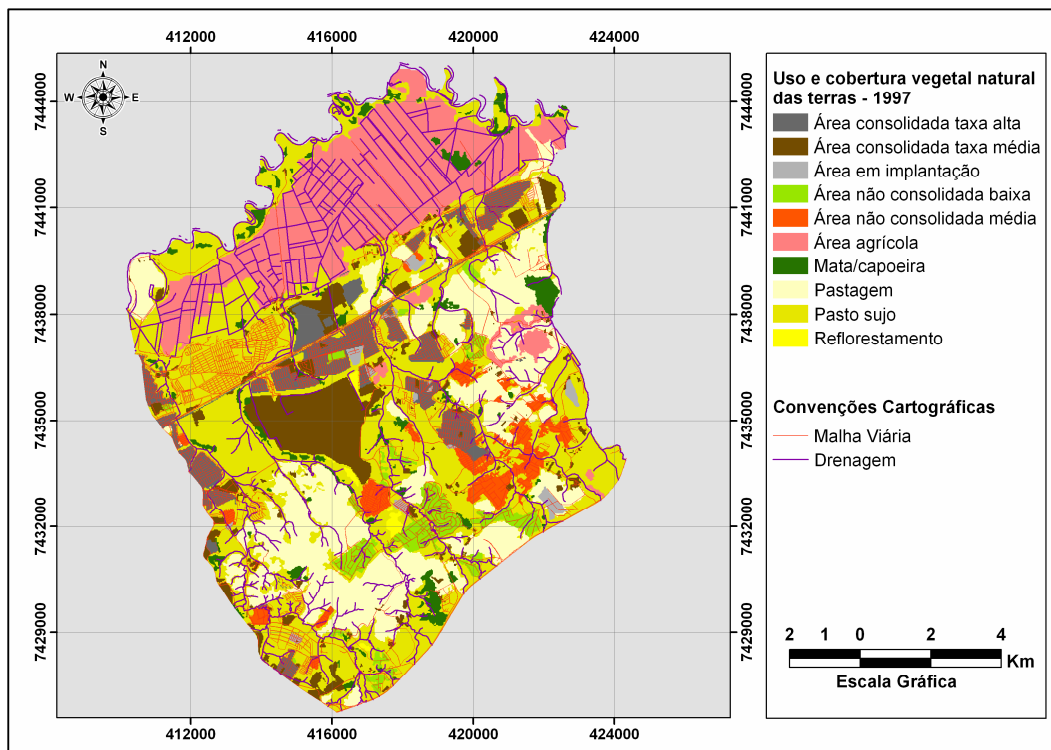 412000 416000 420000 424000
N
W E
S
7444000 7444000
7441000 7441000
7438000 7438000
7435000 7435000
7432000 7432000
7429000 7429000
412000 416000 420000 424000
Uso e cobertura vegetal natural
das terras - 1997
Área consolidada taxa alta
Área consolidada taxa média
Área em implantação
Área não consolidada baixa
Área não consolidada média
Área agrícola
Mata/capoeira
Pastagem
Pasto sujo
Reflorestamento
Convenções Cartográficas
Malha Viária
Drenagem
2 1 0 2 4
Km
Escala Gráfica